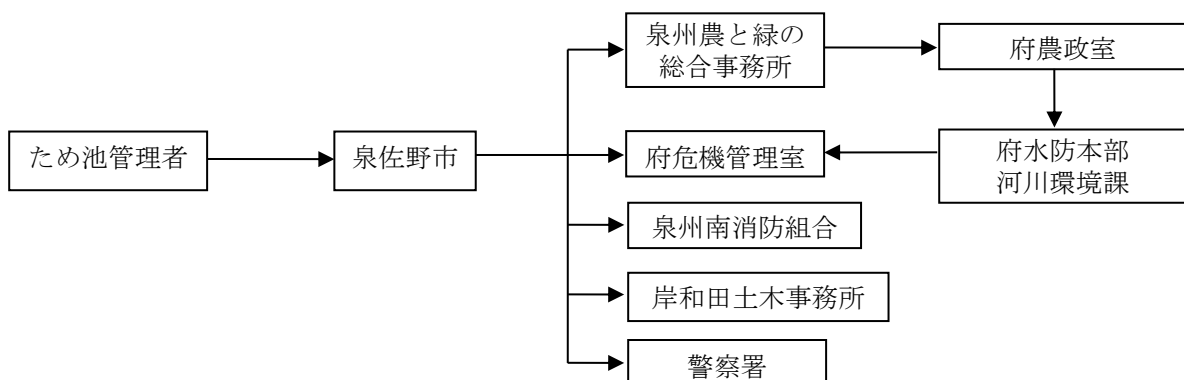 泉州農と緑の
総合事務所
府農政室
ため池管理者
泉佐野市
府危機管理室
府水防本部
河川環境課
泉州南消防組合
岸和田土木事務所
警察署